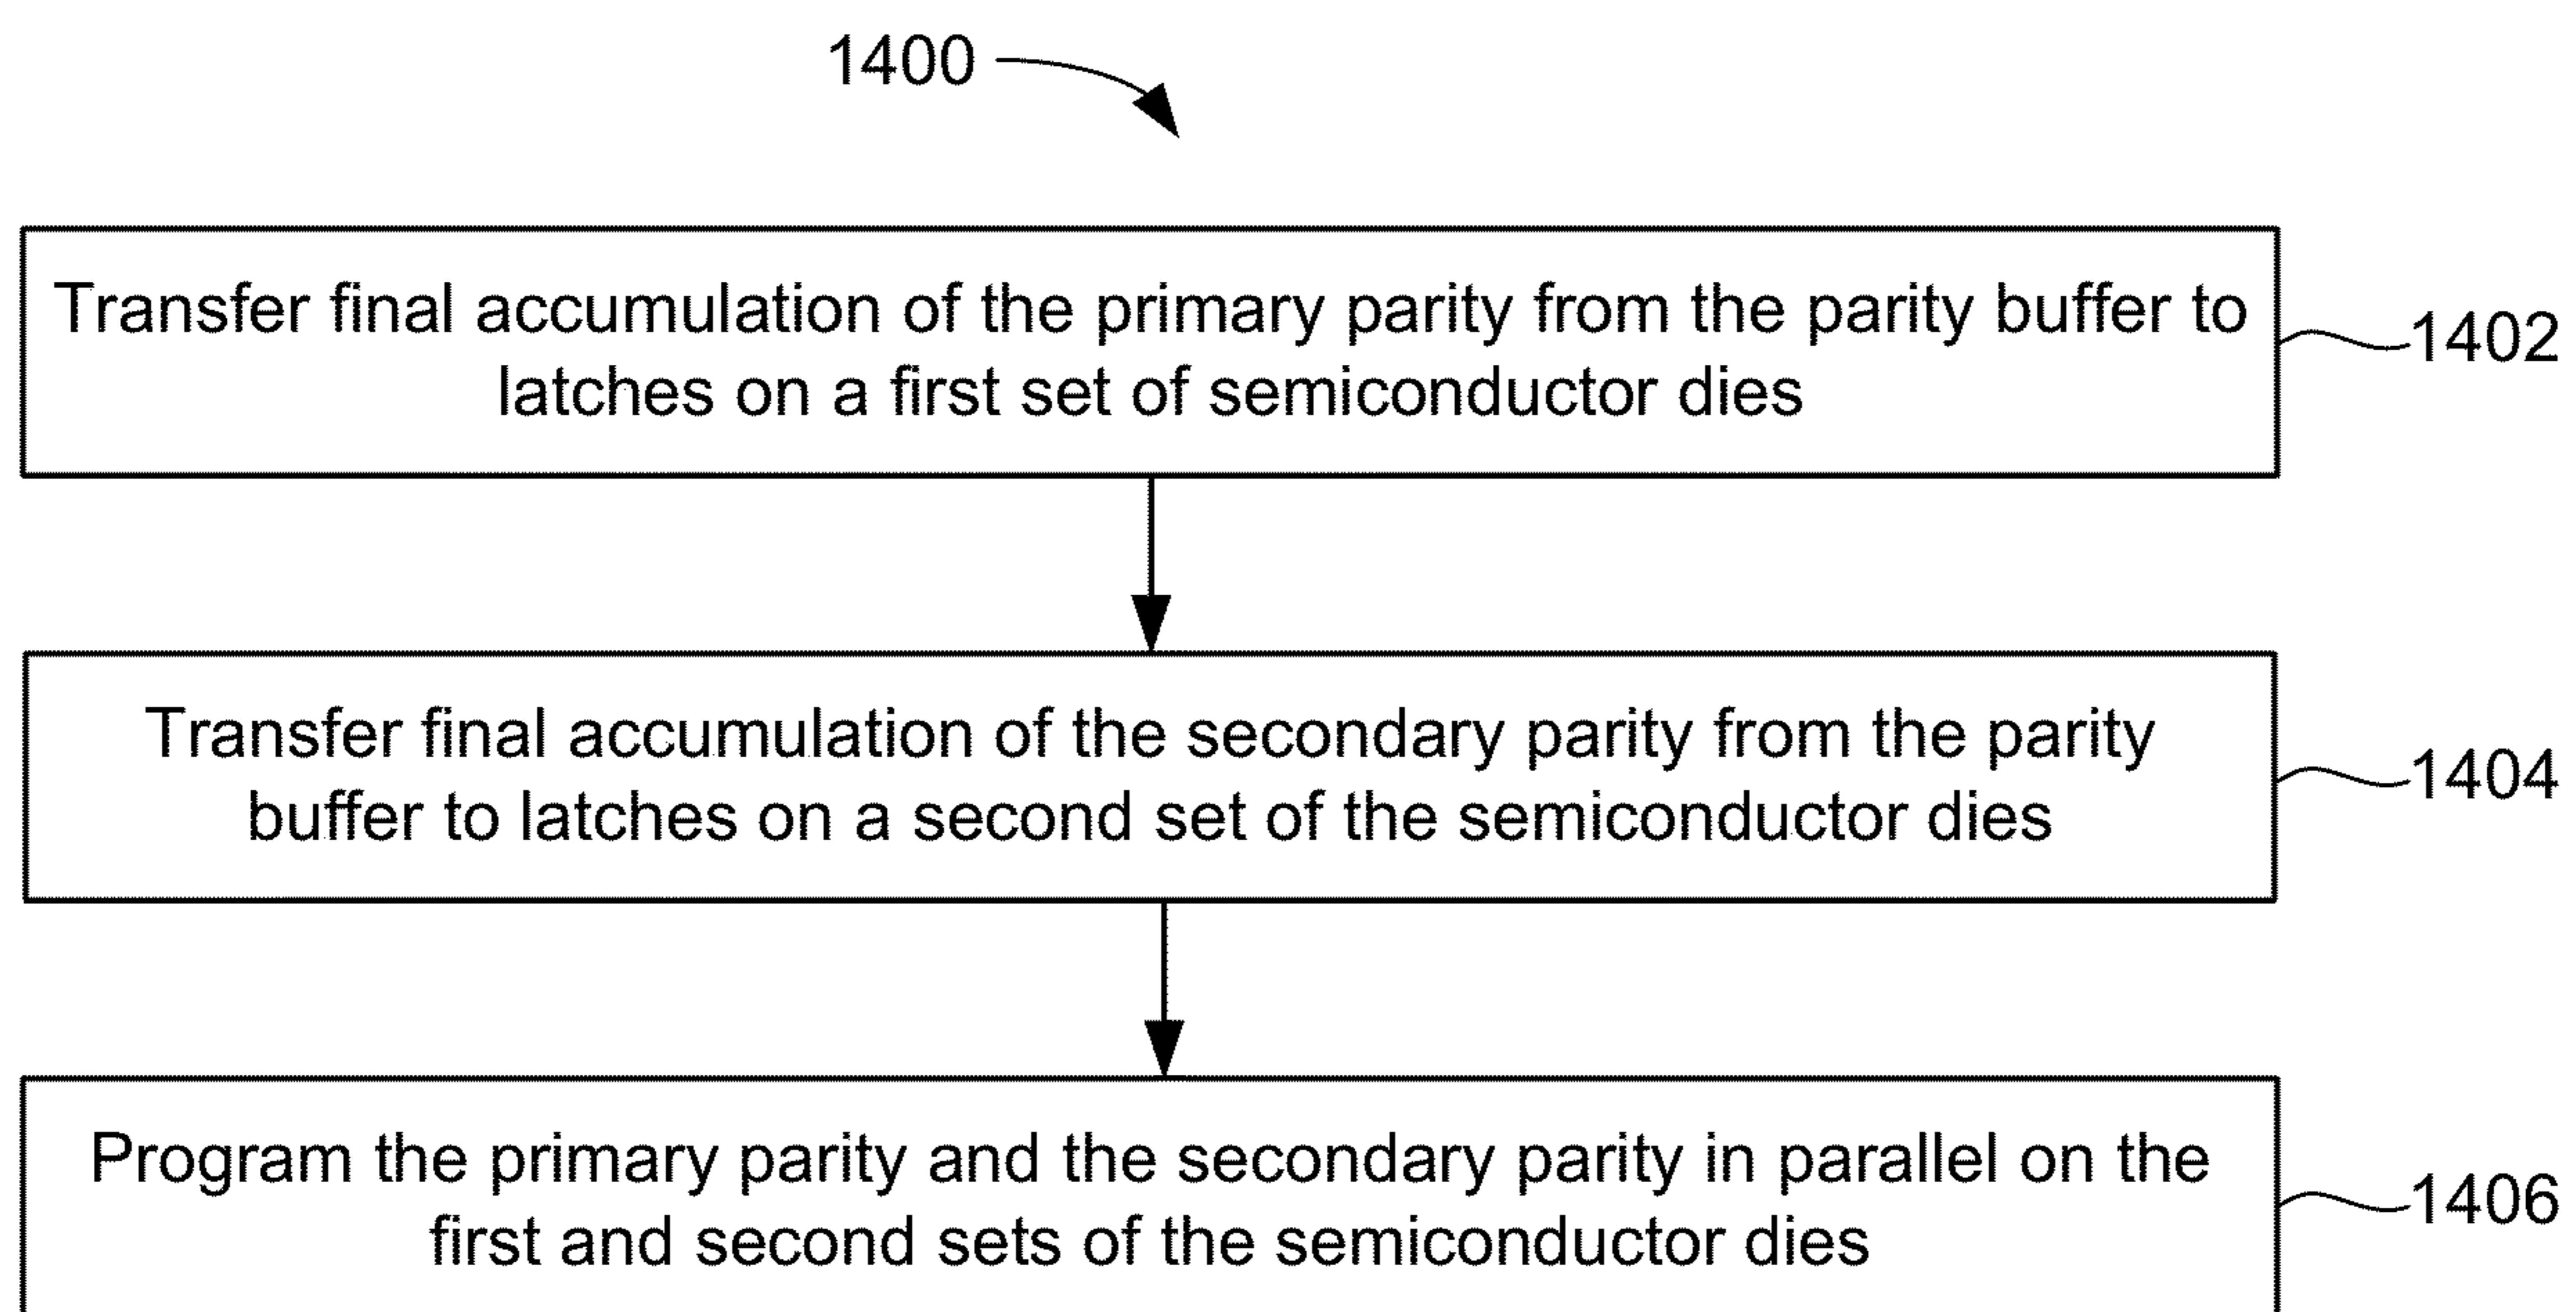 1400
Transfer final accumulation of the primary parity from the parity buffer to
latches on a first set of semiconductor dies
1402
Transfer final accumulation of the secondary parity from the parity
buffer to latches on a second set of the semiconductor dies
1404
Program the primary parity and the secondary parity in parallel on the
first and second sets of the semiconductor dies
1406